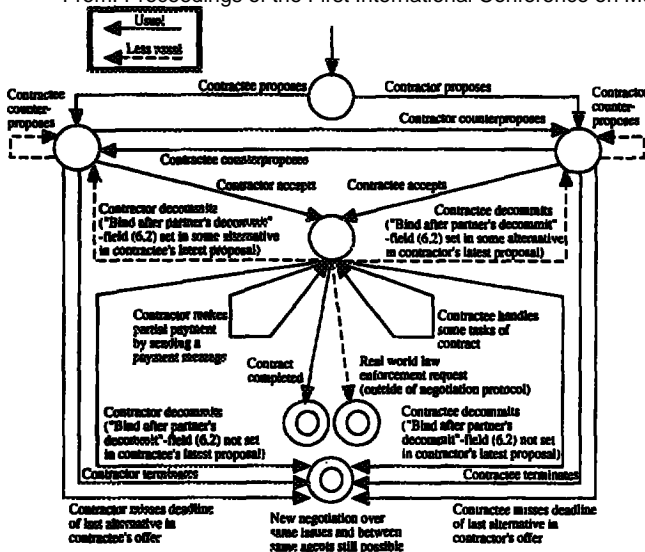 From: Proceedings of the First International Conference on
Usual
Less usual
Contractee proposes
Contractor proposes
Contractee
counter-
proposes
Contractor
counter-
proposes
Contractor counterproposes
Contractee counterproposes
Contractor accepts
Contractee accepts
Contractor decommits
("Bind after partner's decommit"
-field (6.2) set in some alternative
in contractee's latest proposal)
Contractee decommits
("Bind after partner's decommit"
-field (6.2) set in some alternative
in contractor's latest proposal)
Contractor makes
partial payment
by sending a
payment message
Contractee handles
some tasks of
contract
Contract
completed
Real world law
enforcement request
(outside of negotiation protocol)
Contractor decommits
("Bind after partner's
decommit"-field (6.2) not set
in contractee's latest proposal)
Contractee decommits
("Bind after partner's
decommit"-field (6.2) not set
in contractor's latest proposal)
Contractor terminates
Contractee terminates
Contractor misses deadline
of last alternative in
contractee's offer
New negotiation over
same issues and between
same agents still possible
Contractee misses deadline
of last alternative in
contractor's offer